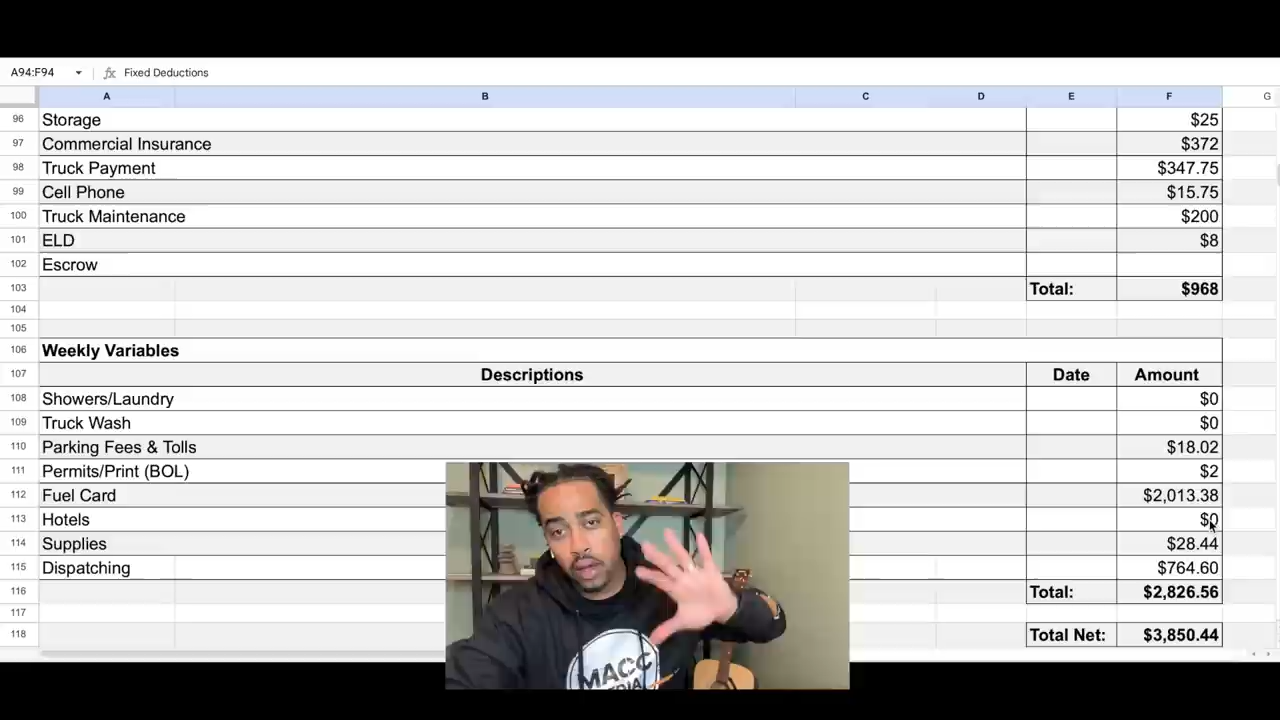 A94:F94 fx Fixed Deductions
A B C D E F G
96 Storage $25
97 Commercial Insurance $372
98 Truck Payment $347.75
99 Cell Phone $15.75
100 Truck Maintenance $200
101 ELD $8
102 Escrow
103 Total: $968
104
105
106 Weekly Variables
107 Descriptions Date Amount
108 Showers/Laundry $0
109 Truck Wash $0
110 Parking Fees & Tolls $18.02
111 Permits/Print (BOL) $2
112 Fuel Card $2,013.38
113 Hotels $0
114 Supplies $28.44
115 Dispatching $764.60
116 Total: $2,826.56
117
118 Total Net: $3,850.44
MACC